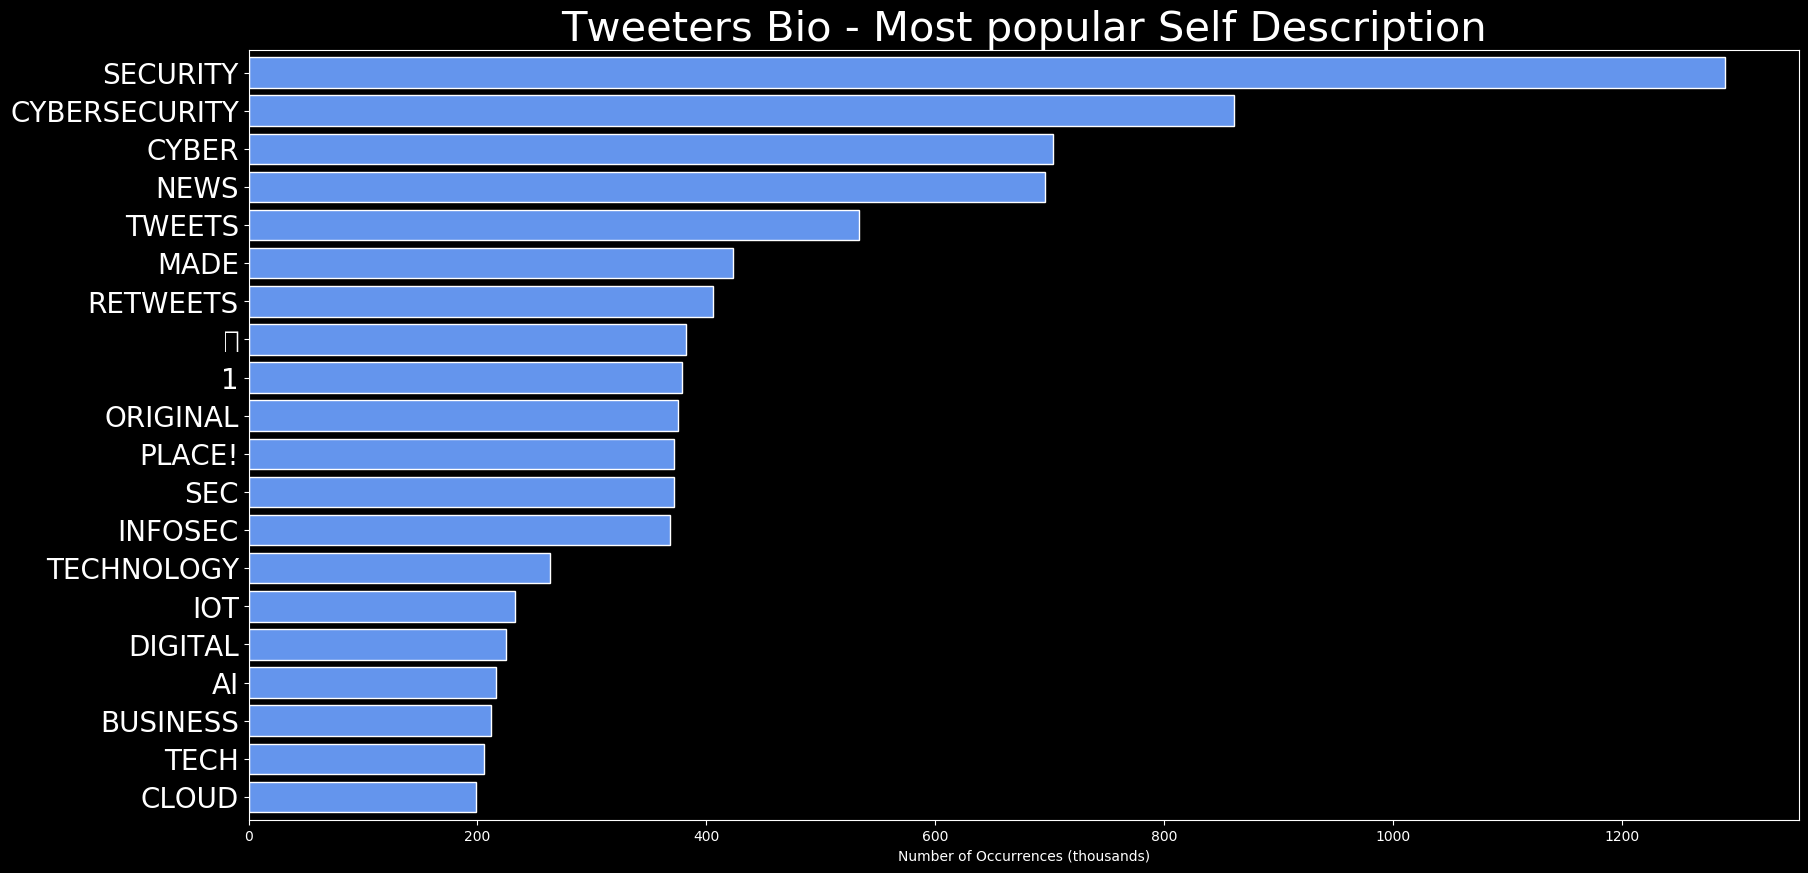 Tweeters Bio - Most popular Self Description
SECURITY
CYBERSECURITY
CYBER
NEWS
TWEETS
MADE
RETWEETS
1
ORIGINAL
PLACE!
SEC
INFOSEC
TECHNOLOGY
IOT
DIGITAL
AI
BUSINESS
TECH
CLOUD
0 200 400 600 800 1000 1200
Number of Occurrences (thousands)